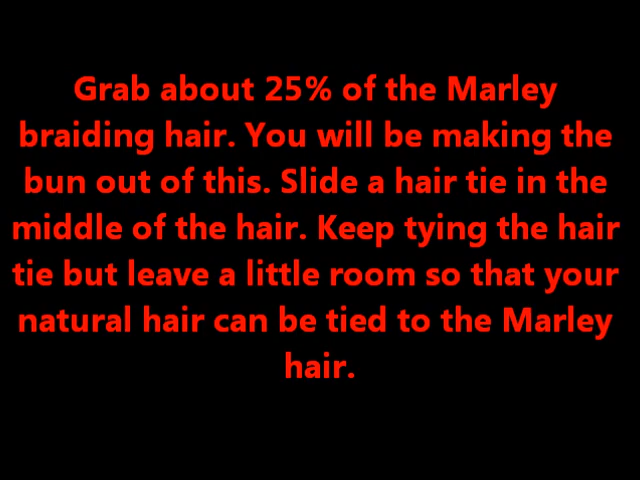 Grab about 25% of the Marley
braiding hair. You will be making the
bun out of this. Slide a hair tie in the
middle of the hair. Keep tying the hair
tie but leave a little room so that your
natural hair can be tied to the Marley
hair.